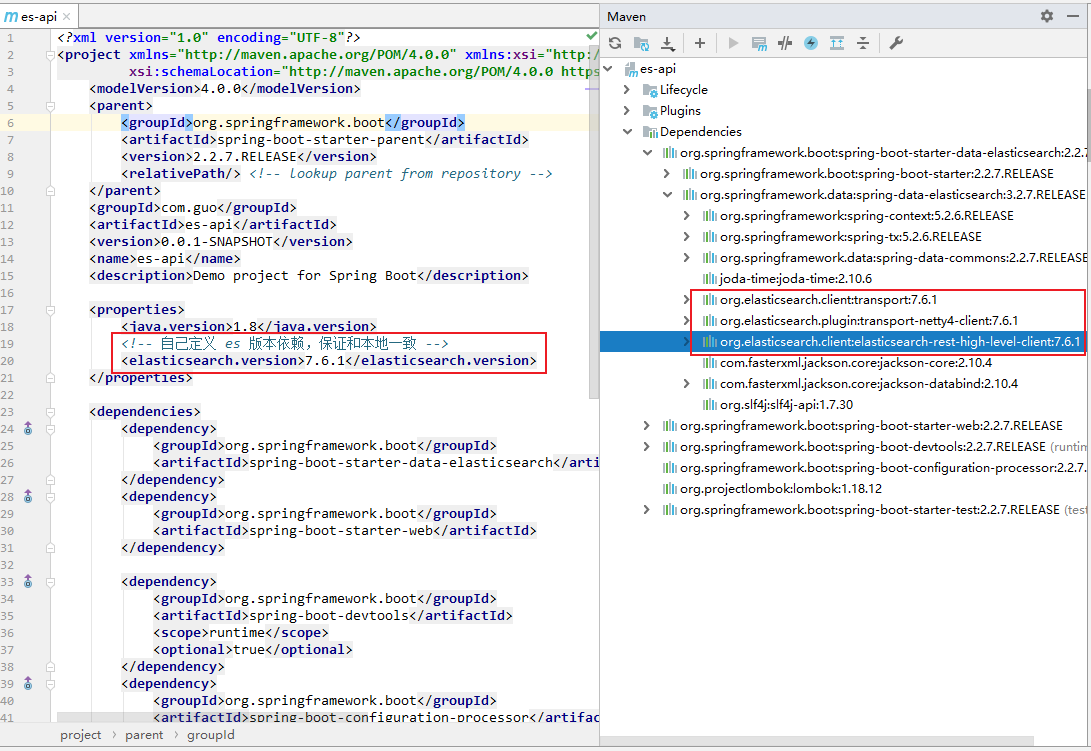 es-api
1 <?xml version="1.0" encoding="UTF-8"?>
2 <project xmlns="http://maven.apache.org/POM/4.0.0" xmlns:xsi="http:/
3 xsi:schemaLocation="http://maven.apache.org/POM/4.0.0 https
4 <modelVersion>4.0.0</modelVersion>
5 <parent>
6 <groupId>org.springframework.boot</groupId>
7 <artifactId>spring-boot-starter-parent</artifactId>
8 <version>2.2.7.RELEASE</version>
9 <relativePath/> <!-- lookup parent from repository -->
10 </parent>
11 <groupId>com.guo</groupId>
12 <artifactId>es-api</artifactId>
13 <version>0.0.1-SNAPSHOT</version>
14 <name>es-api</name>
15 <description>Demo project for Spring Boot</description>
16
17 <properties>
18 <java.version>1.8</java.version>
19 <!-- 自己定义 es 版本依赖，保证和本地一致 -->
20 <elasticsearch.version>7.6.1</elasticsearch.version>
21 </properties>
22
23 <dependencies>
24 <dependency>
25 <groupId>org.springframework.boot</groupId>
26 <artifactId>spring-boot-starter-data-elasticsearch</arti
27 </dependency>
28 <dependency>
29 <groupId>org.springframework.boot</groupId>
30 <artifactId>spring-boot-starter-web</artifactId>
31 </dependency>
32
33 <dependency>
34 <groupId>org.springframework.boot</groupId>
35 <artifactId>spring-boot-devtools</artifactId>
36 <scope>runtime</scope>
37 <optional>true</optional>
38 </dependency>
39 <dependency>
40 <groupId>org.springframework.boot</groupId>
41 <artifactId>spring-boot-configuration-processor</artifac
project › parent › groupId
Maven
es-api
Lifecycle
Plugins
Dependencies
org.springframework.boot:spring-boot-starter-data-elasticsearch:2.2.7
org.springframework.boot:spring-boot-starter:2.2.7.RELEASE
org.springframework.data:spring-data-elasticsearch:3.2.7.RELEASE
org.springframework:spring-context:5.2.6.RELEASE
org.springframework:spring-tx:5.2.6.RELEASE
org.springframework.data:spring-data-commons:2.2.7.RELEASE
joda-time:joda-time:2.10.6
org.elasticsearch.client:transport:7.6.1
org.elasticsearch.plugin:transport-netty4-client:7.6.1
org.elasticsearch.client:elasticsearch-rest-high-level-client:7.6.1
com.fasterxml.jackson.core:jackson-core:2.10.4
com.fasterxml.jackson.core:jackson-databind:2.10.4
org.slf4j:slf4j-api:1.7.30
org.springframework.boot:spring-boot-starter-web:2.2.7.RELEASE
org.springframework.boot:spring-boot-devtools:2.2.7.RELEASE (runtim
org.springframework.boot:spring-boot-configuration-processor:2.2.7.
org.projectlombok:lombok:1.18.12
org.springframework.boot:spring-boot-starter-test:2.2.7.RELEASE (test